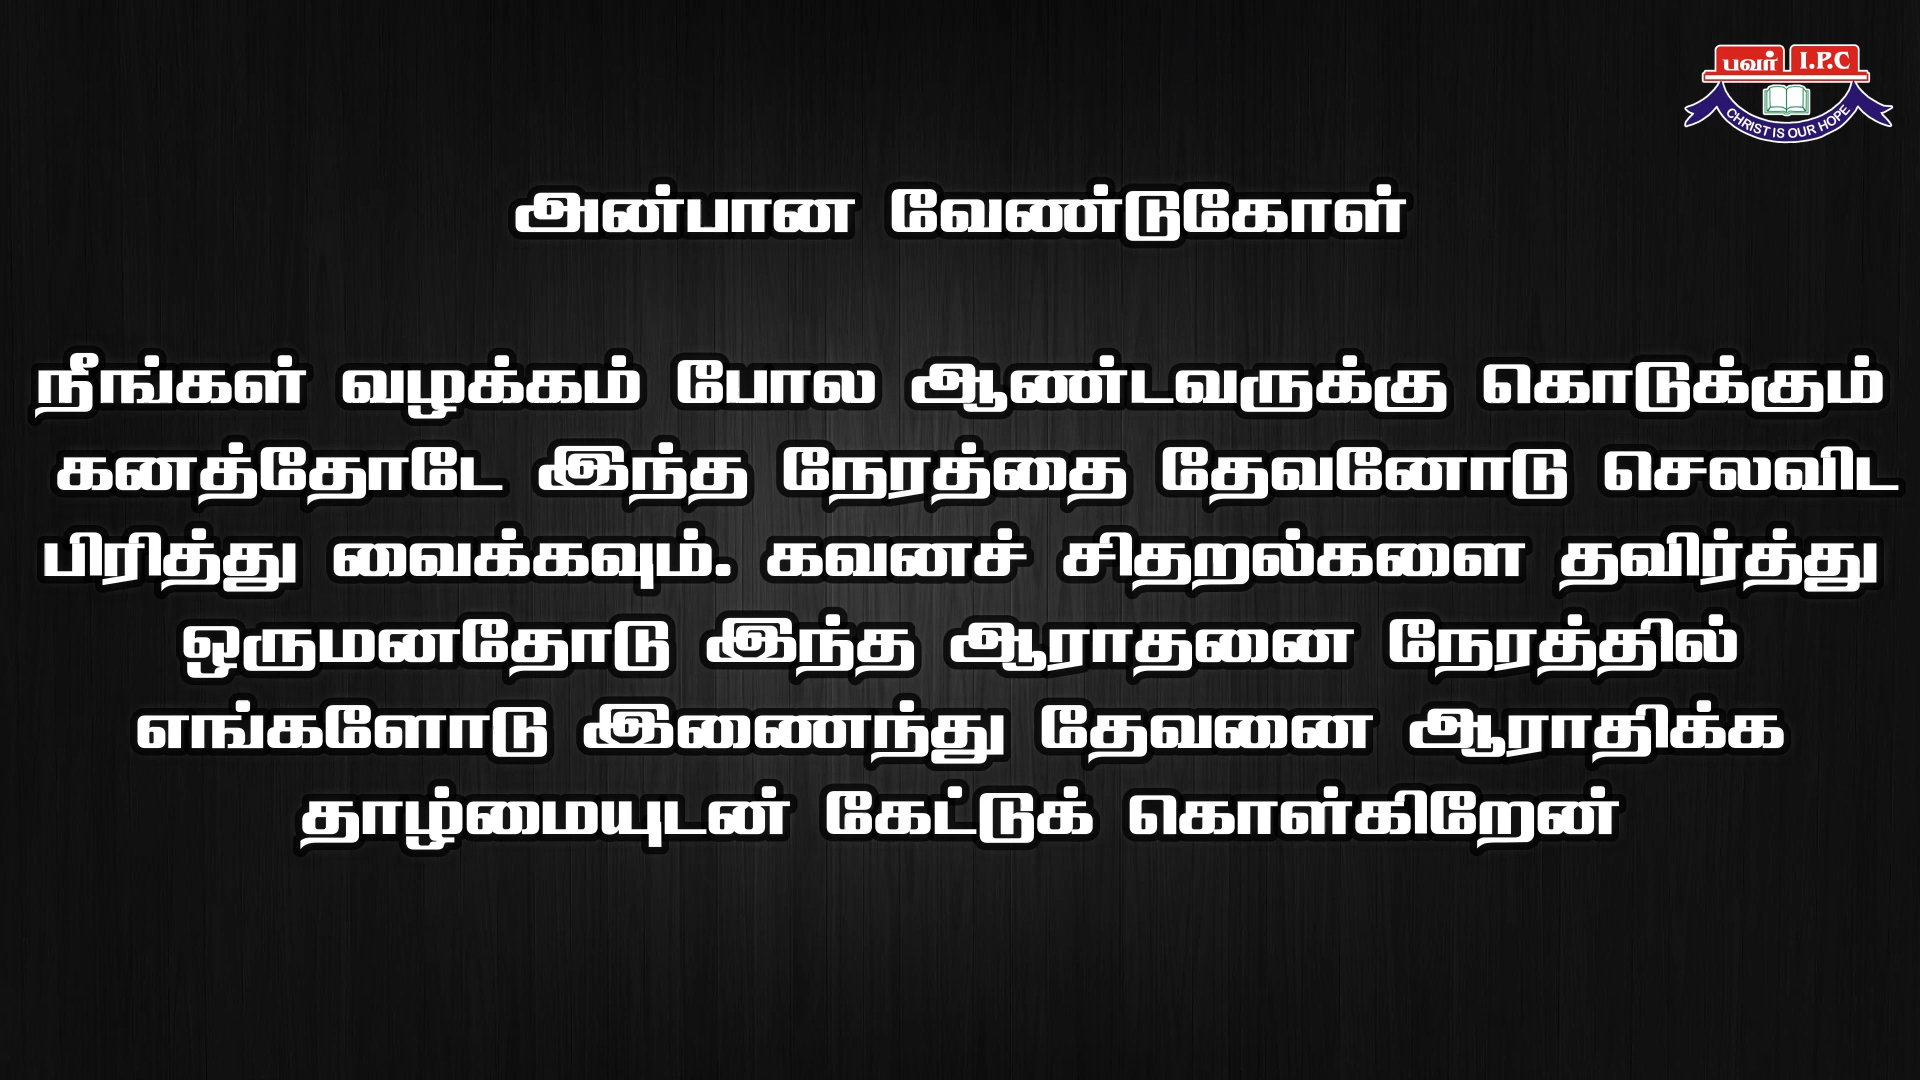 பவர் I.P.C
CHRIST IS OUR HOPE
அன்பான வேண்டுகோள்
நீங்கள் வழக்கம் போல ஆண்டவருக்கு கொடுக்கும்
கனத்தோடே இந்த நேரத்தை தேவனோடு செலவிட
பிரித்து வைக்கவும். கவனச் சிதறல்களை தவிர்த்து
ஒருமனதோடு இந்த ஆராதனை நேரத்தில்
எங்களோடு இணைந்து தேவனை ஆராதிக்க
தாழ்மையுடன் கேட்டுக் கொள்கிறேன்